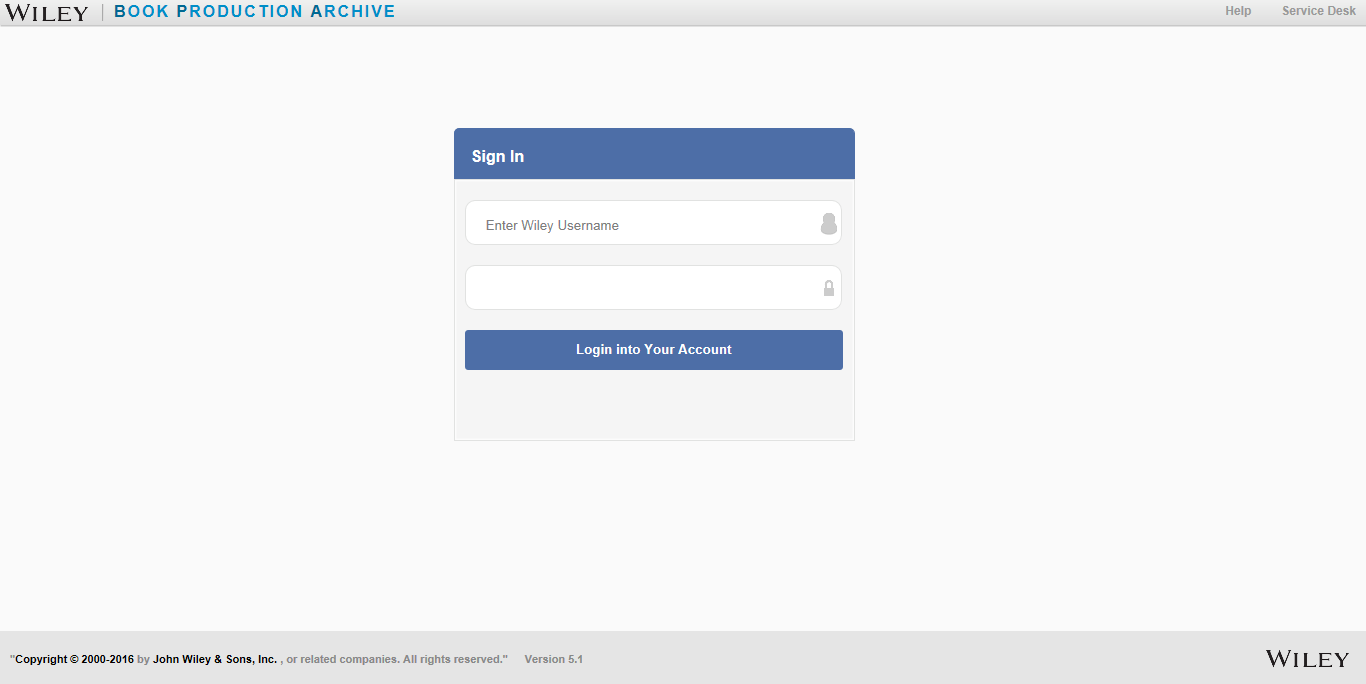 WILEY | BOOK PRODUCTION ARCHIVE Help Service Desk
Sign In
Enter Wiley Username
Login into Your Account
"Copyright © 2000-2016 by John Wiley & Sons, Inc. , or related companies. All rights reserved." Version 5.1 WILEY